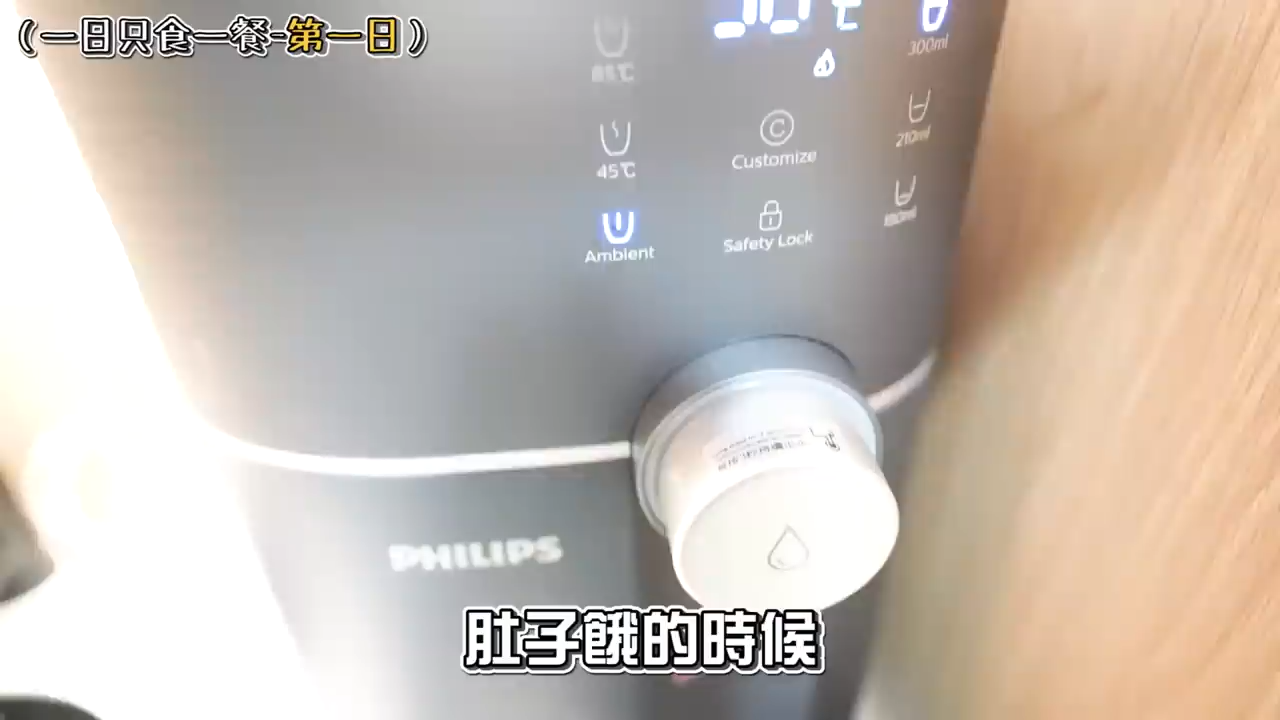 (一日只食一餐-第一日)
85℃
300ml
45℃
Customize
210ml
Ambient
Safety Lock
PHILIPS
肚子餓的時候